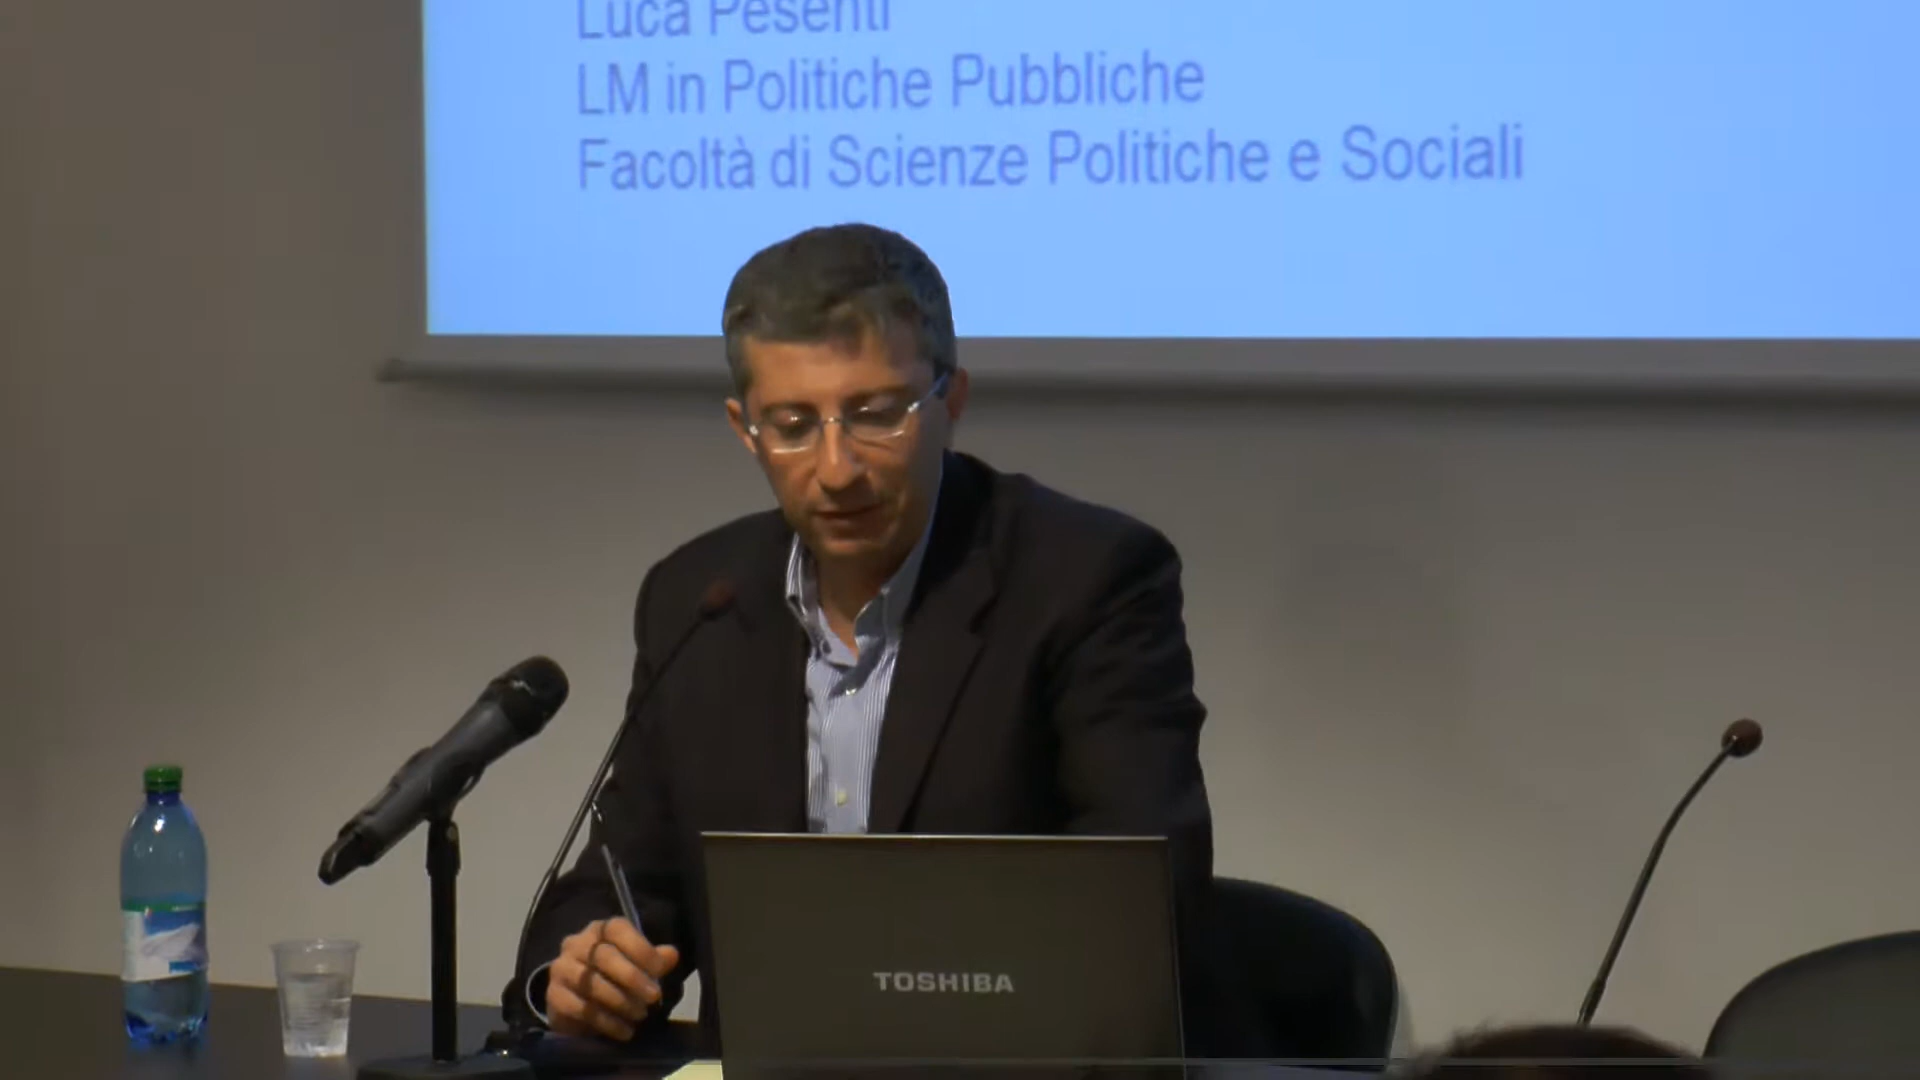 Luca Pesenti
LM in Politiche Pubbliche
Facoltà di Scienze Politiche e Sociali
TOSHIBA